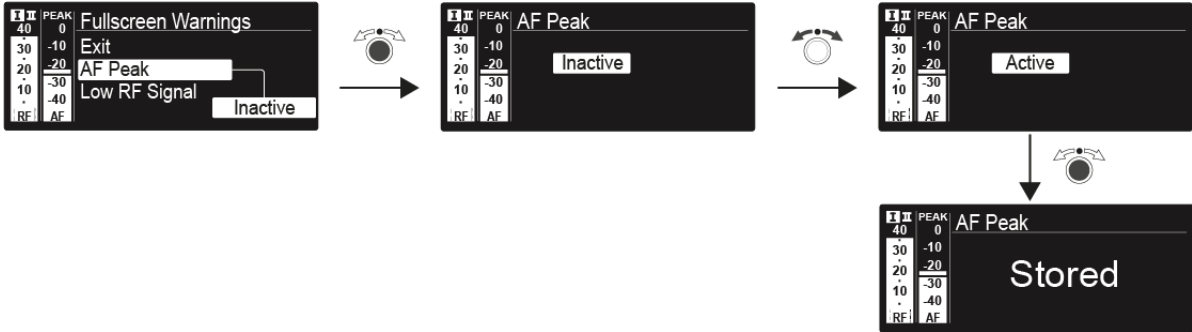 I II PEAK Fullscreen Warnings
40 0
30 -10 Exit
20 -20 AF Peak
10 -30 Low RF Signal
-40 Inactive
RF AF
I II PEAK AF Peak
40 0
30 -10
20 -20 Inactive
10 -30
-40
RF AF
I II PEAK AF Peak
40 0
30 -10
20 -20 Active
10 -30
-40
RF AF
I II PEAK AF Peak
40 0
30 -10
20 -20 Stored
10 -30
-40
RF AF